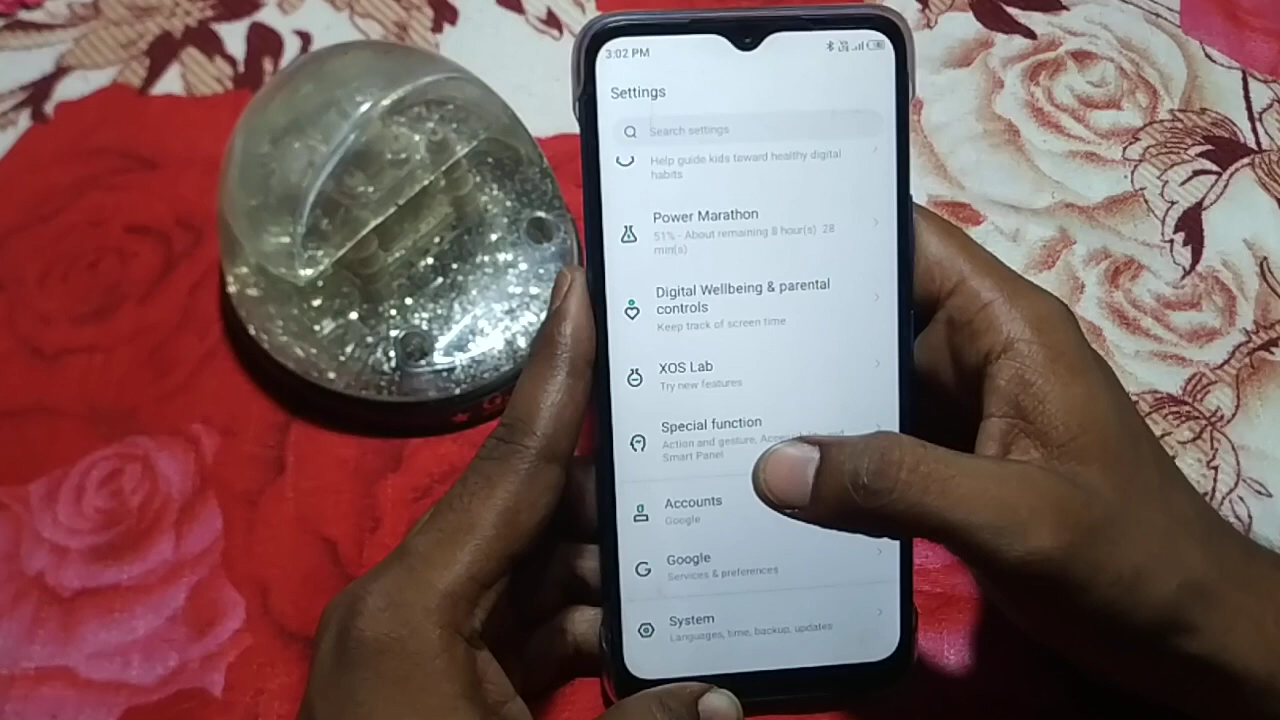 3:02 PM
Settings
Search settings
Help guide kids toward healthy digital
habits
Power Marathon
51% - About remaining 8 hour(s) 28
min(s)
Digital Wellbeing & parental
controls
Keep track of screen time
XOS Lab
Try new features
Special function
Action and gesture, and
Smart Panel
Accounts
Google
Google
Services & preferences
System
Languages, time, backup, updates